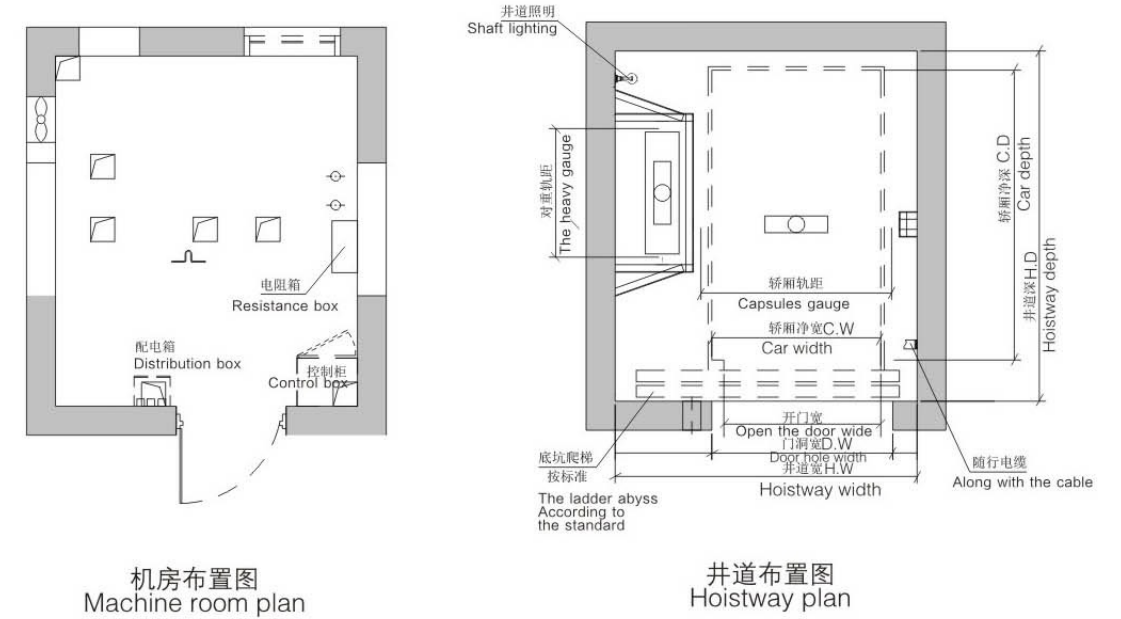 电阻箱
Resistance box
配电箱
Distribution box
控制柜
Control box
机房布置图
Machine room plan
井道照明
Shaft lighting
对重轨距
The heavy gauge
轿厢轨距
Capsules gauge
轿厢净宽C.W
Car width
轿厢净深 C.D
Car depth
井道深H.D
Hoistway depth
开门宽
Open the door wide
门洞宽D.W
Door hole width
井道宽H.W
Hoistway width
底坑爬梯
按标准
The ladder abyss
According to
the standard
随行电缆
Along with the cable
井道布置图
Hoistway plan